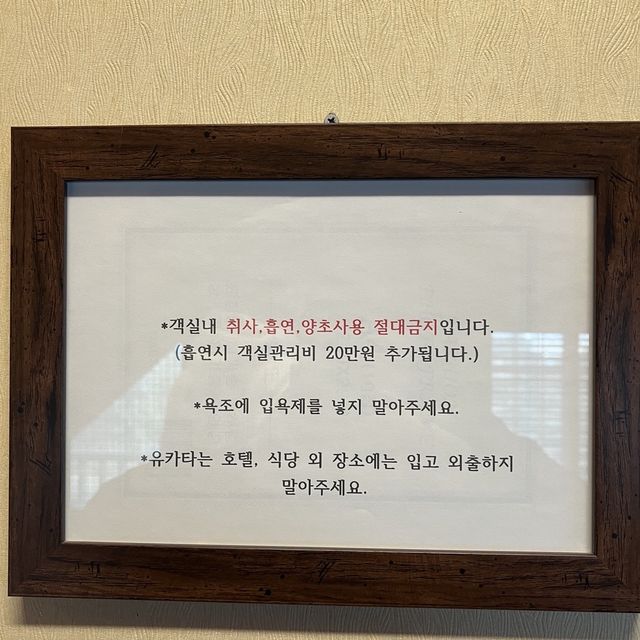 *객실내 취사,흡연,양초사용 절대금지입니다.
(흡연시 객실관리비 20만원 추가됩니다.)
*욕조에 입욕제를 넣지 말아주세요.
*유카타는 호텔, 식당 외 장소에는 입고 외출하지
말아주세요.